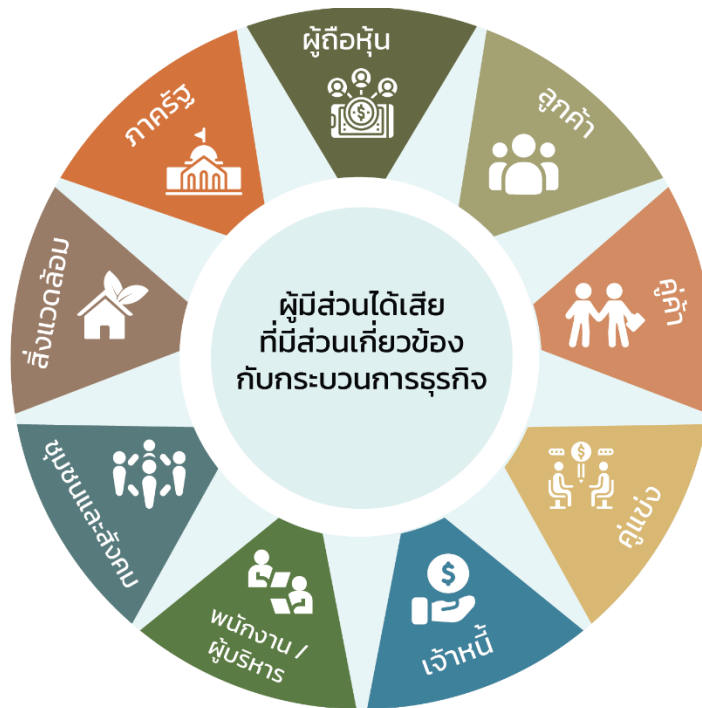 ผู้ถือหุ้น
ลูกค้า
คู่ค้า
คู่แข่ง
เจ้าหนี้
พนักงาน /
ผู้บริหาร
ชุมชนและสังคม
สิ่งแวดล้อม
ภาครัฐ
ผู้มีส่วนได้เสีย
ที่มีส่วนเกี่ยวข้อง
กับกระบวนการธุรกิจ